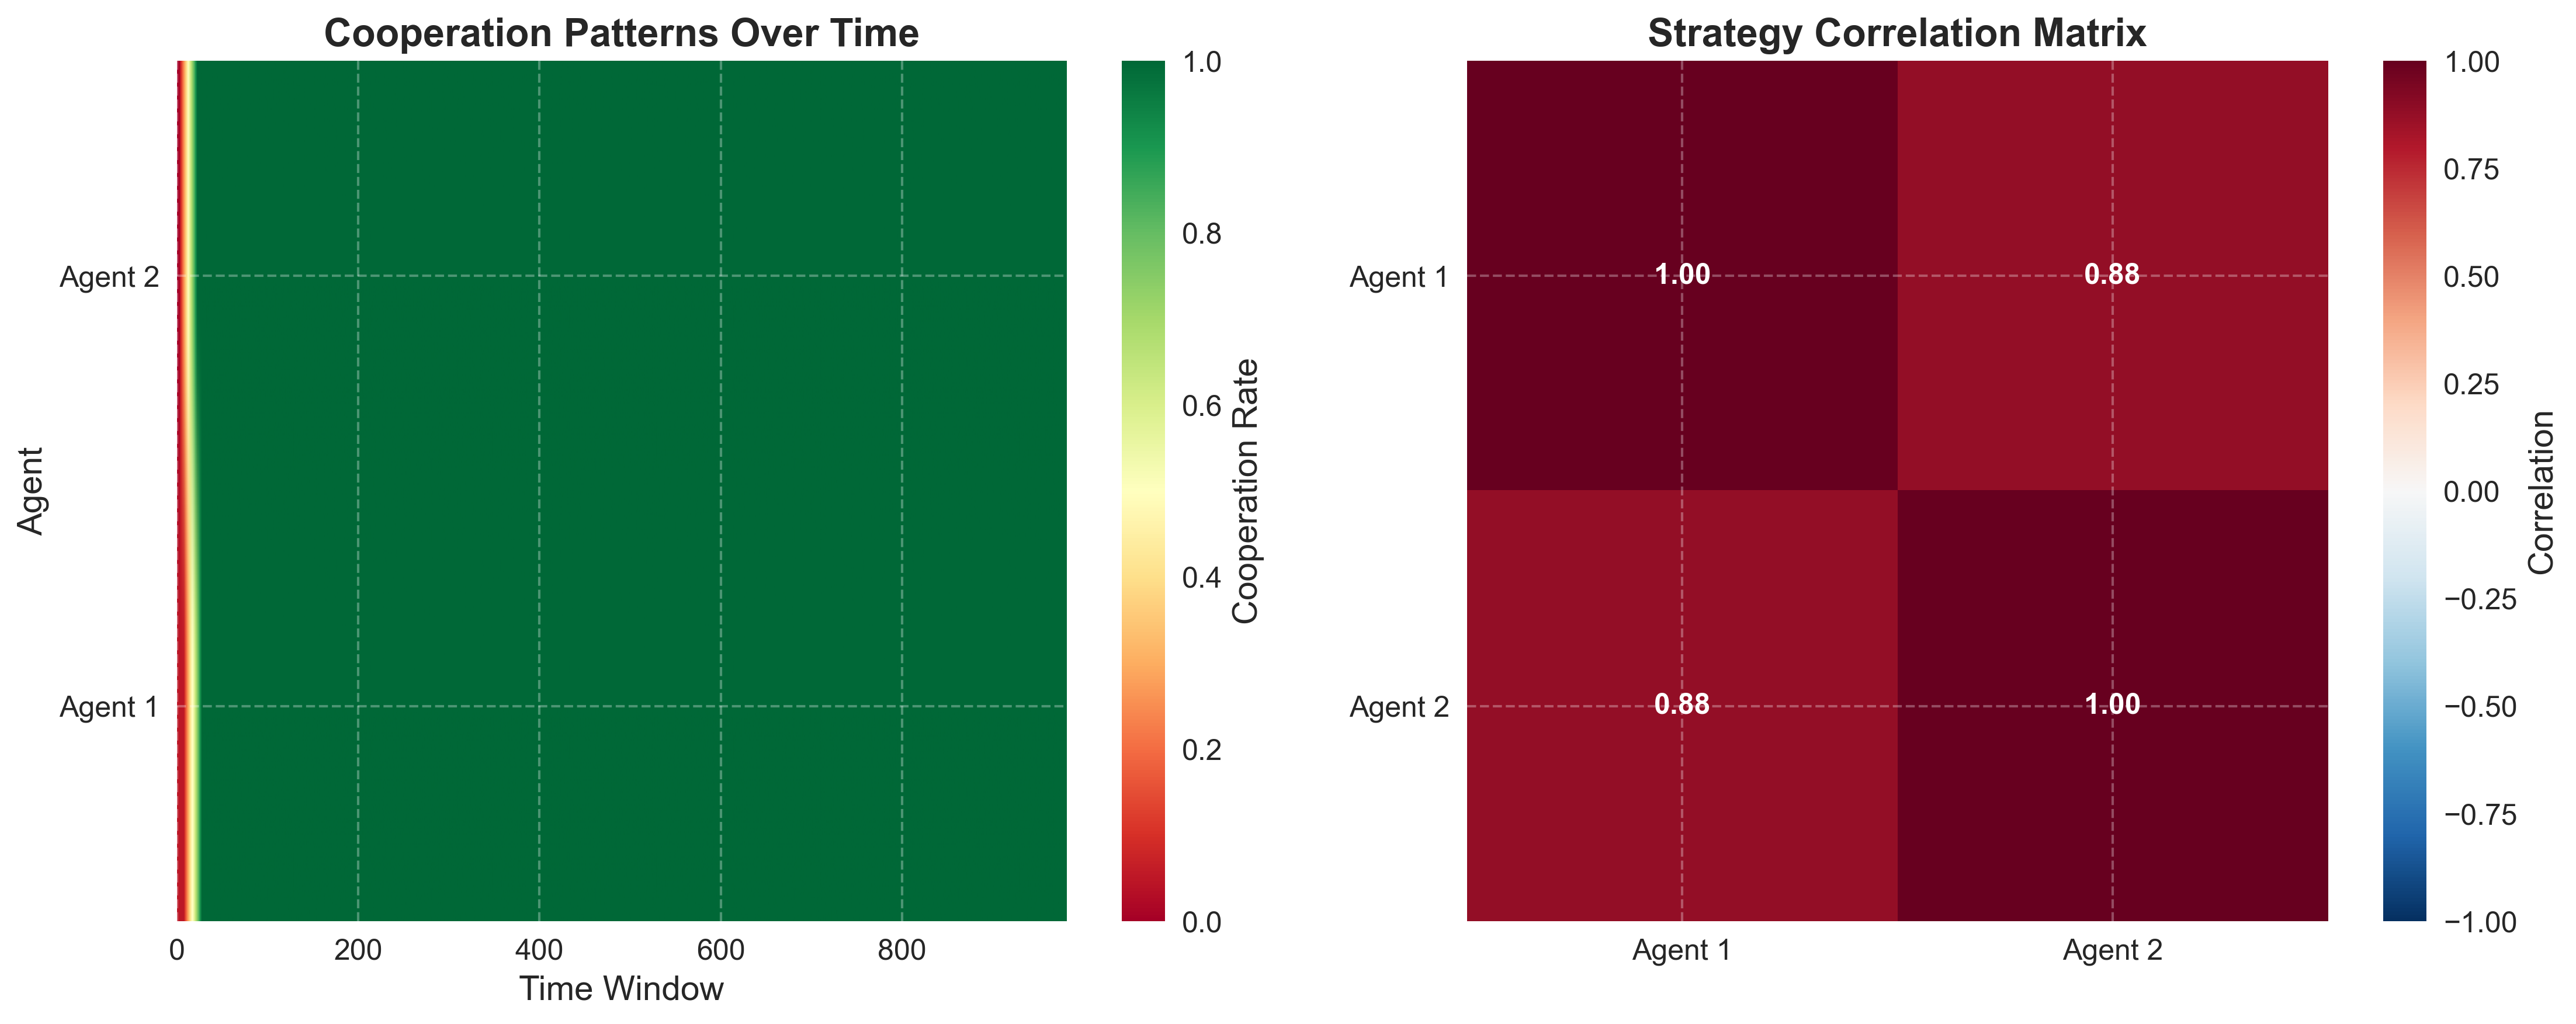 Cooperation Patterns Over Time
Agent
Agent 2
Agent 1
0
200
400
600
800
Time Window
1.0
0.8
0.6
0.4
0.2
0.0
Cooperation Rate
Strategy Correlation Matrix
Agent 1
Agent 2
1.00
0.88
0.88
1.00
Agent 1
Agent 2
1.00
0.75
0.50
0.25
0.00
−0.25
−0.50
−0.75
−1.00
Correlation